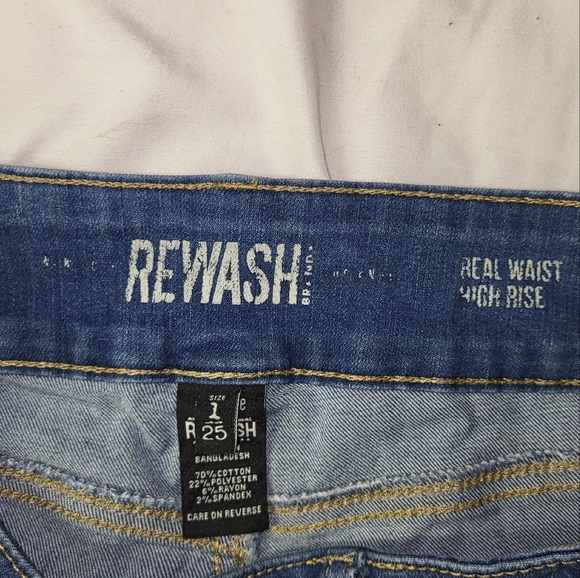 REWASH
BRAND
REAL WAIST
HIGH RISE
SIZE
1
25
BANGLADESH
70% COTTON
22% POLYESTER
6% RAYON
2% SPANDEX
CARE ON REVERSE